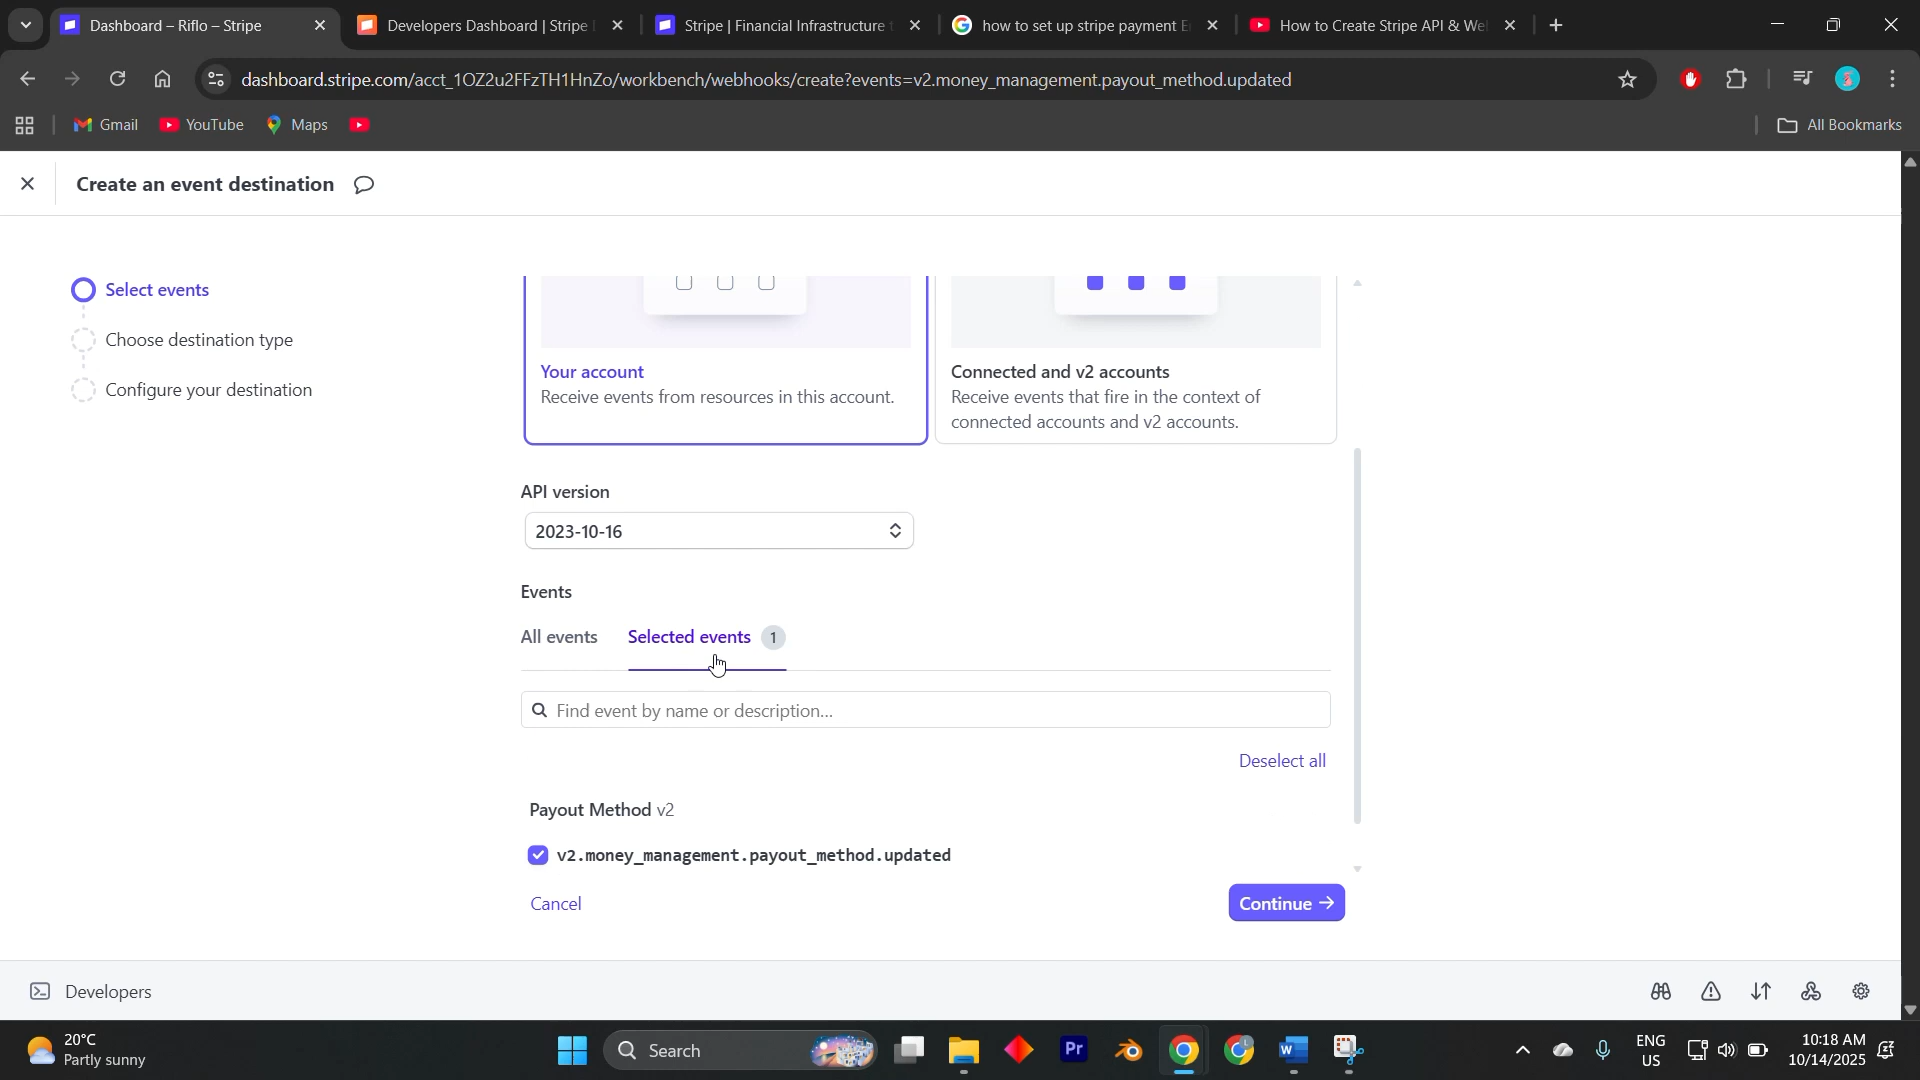 Dashboard – Riflo – Stripe
Developers Dashboard | Stripe
Stripe | Financial Infrastructure
how to set up stripe payment
How to Create Stripe API &
dashboard.stripe.com/acct_1OZ2u2FFzTH1HnZo/workbench/webhooks/create?events=v2.money_management.payout_method.updated
Gmail
YouTube
Maps
All Bookmarks
Create an event destination
Select events
Choose destination type
Configure your destination
Your account
Receive events from resources in this account.
Connected and v2 accounts
Receive events that fire in the context of
connected accounts and v2 accounts.
API version
2023-10-16
Events
All events
Selected events 1
Find event by name or description...
Deselect all
Payout Method v2
v2.money_management.payout_method.updated
Cancel
Continue →
Developers
20°C
Partly sunny
Search
Pr
L
W
ENG
US
10:18 AM
10/14/2025